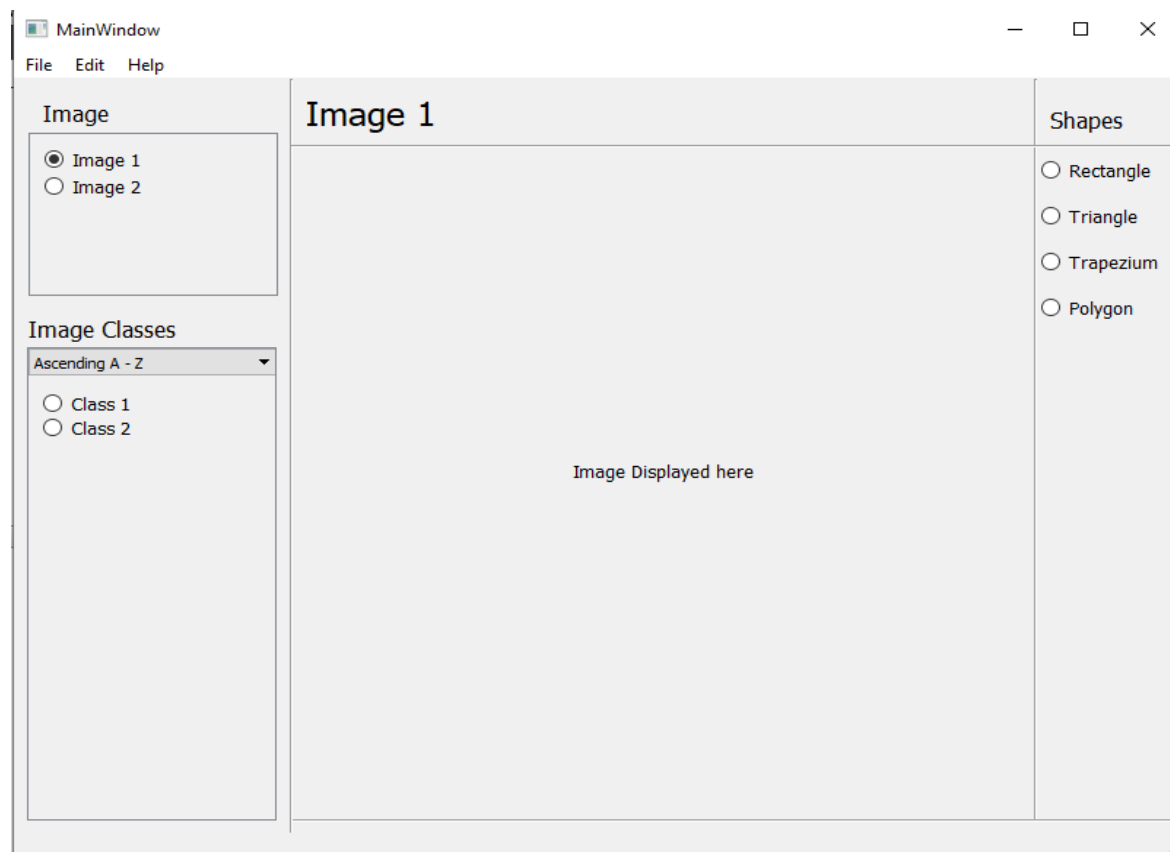 MainWindow
File Edit Help
Image
Image 1
Image 2
Image Classes
Ascending A - Z
Class 1
Class 2
Image 1
Image Displayed here
Shapes
Rectangle
Triangle
Trapezium
Polygon